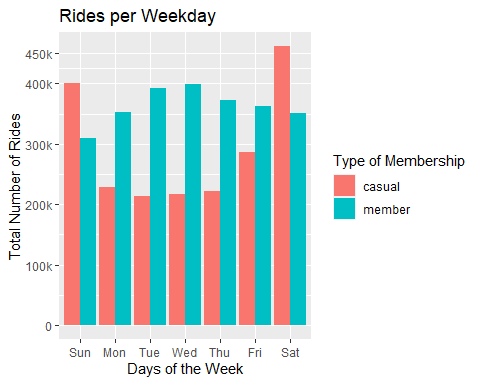 Rides per Weekday
Total Number of Rides
450k
400k
300k
200k
100k
0
Sun Mon Tue Wed Thu Fri Sat
Days of the Week
Type of Membership
casual
member